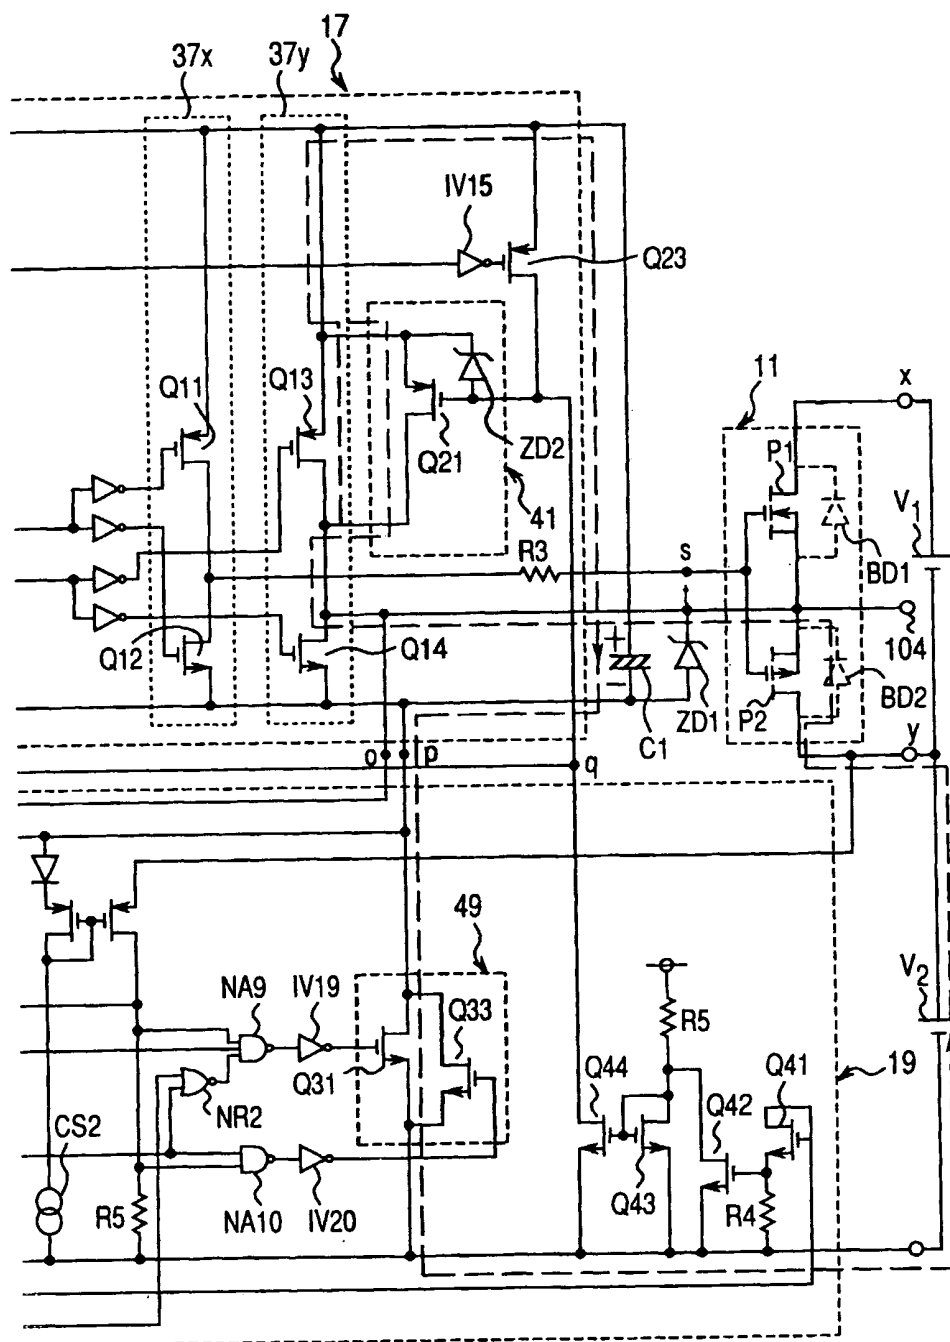 17
37x
37y
IV15
Q23
11
x
Q11
Q13
P1
Q21
ZD2
V1
41
R3
s
BD1
t
Q12
Q14
+
104
−
P2
BD2
ZD1
C1
y
o
p
q
49
V2
NA9
IV19
Q33
R5
Q31
Q44
Q41
19
NR2
Q42
CS2
R5
NA10
IV20
Q43
R4